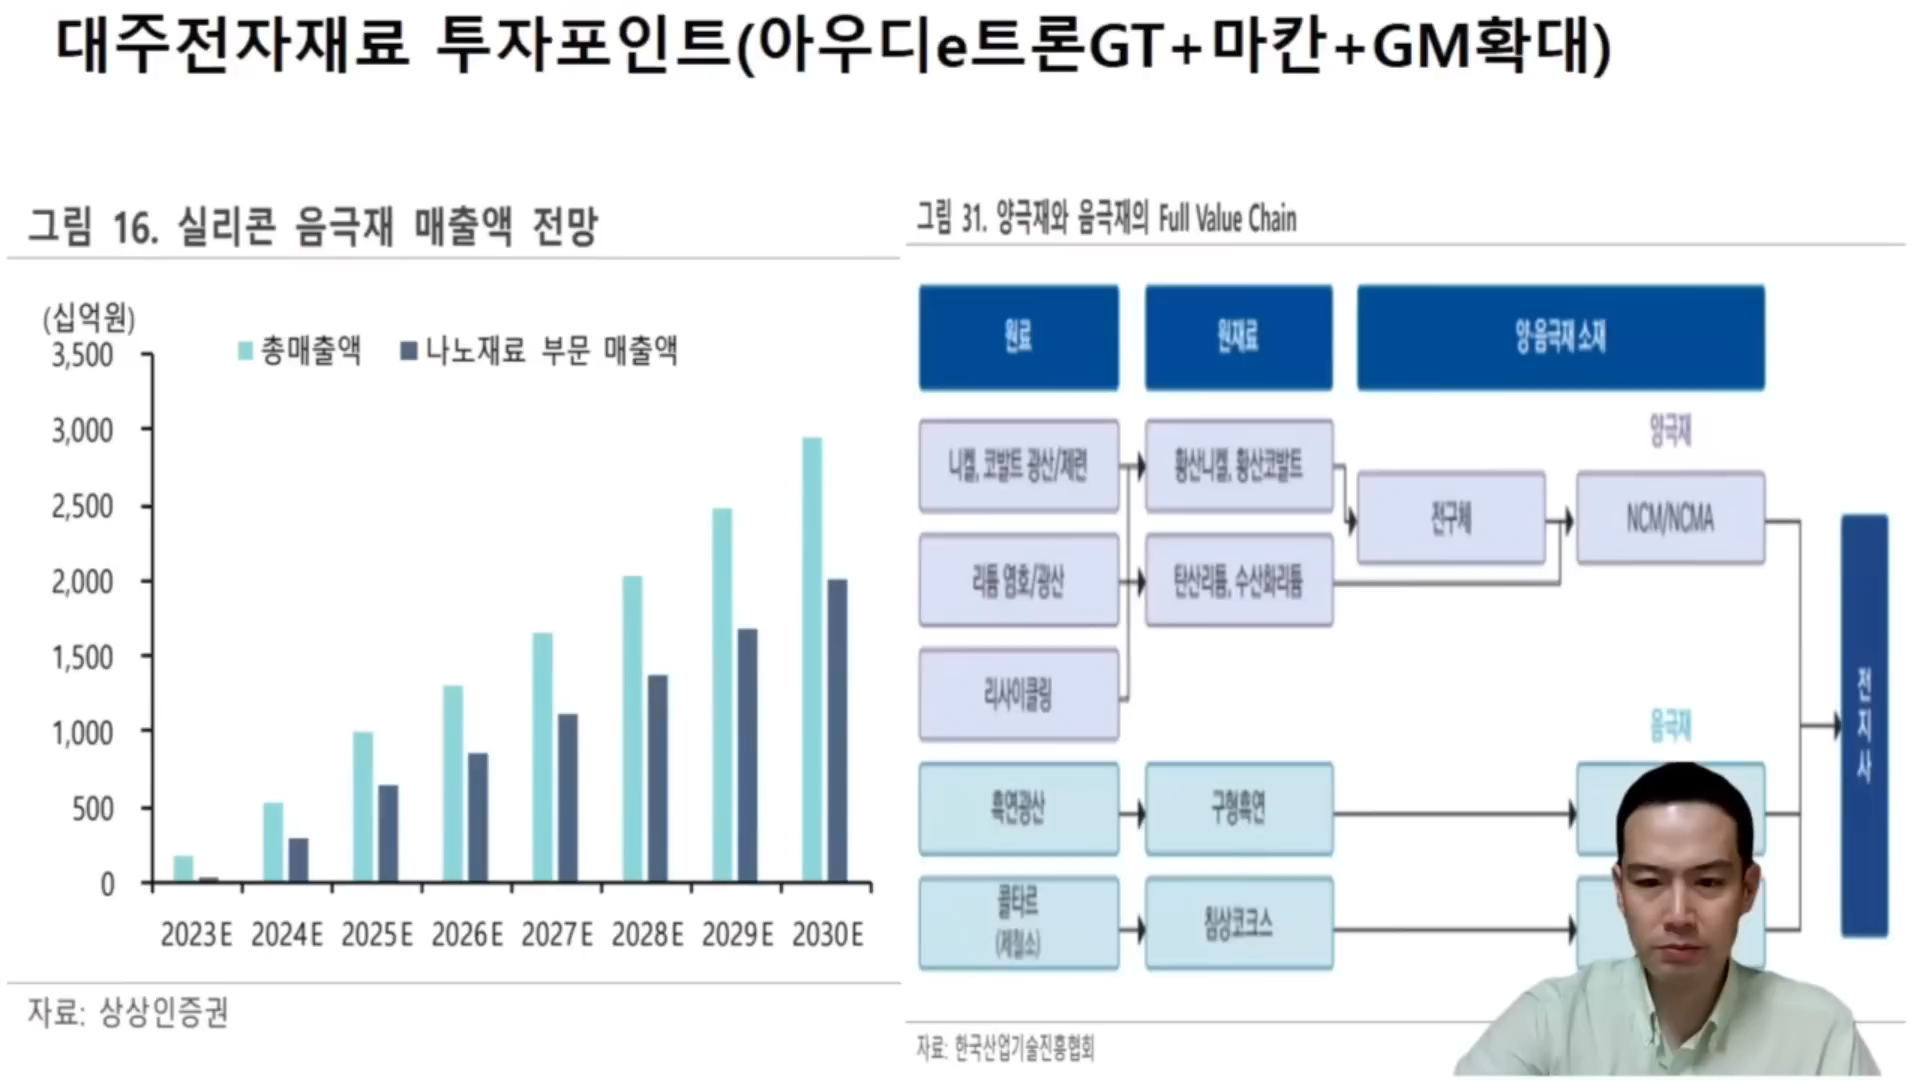 대주전자재료 투자포인트(아우디e트론GT+마칸+GM확대)
그림 16. 실리콘 음극재 매출액 전망
(십억원)
총매출액 나노재료 부문 매출액
3,500
3,000
2,500
2,000
1,500
1,000
500
0
2023E 2024E 2025E 2026E 2027E 2028E 2029E 2030E
자료: 상상인증권
그림 31. 양극재와 음극재의 Full Value Chain
원료 원재료 양·음극재 소재
양극재
니켈, 코발트 광산/제련 황산니켈, 황산코발트
전구체 NCM/NCMA
리튬 염호/광산 탄산리튬, 수산화리튬
리사이클링
음극재
흑연광산 구형흑연
콜타르
(제철소)
침상코크스
전
지
사
자료: 한국산업기술진흥협회